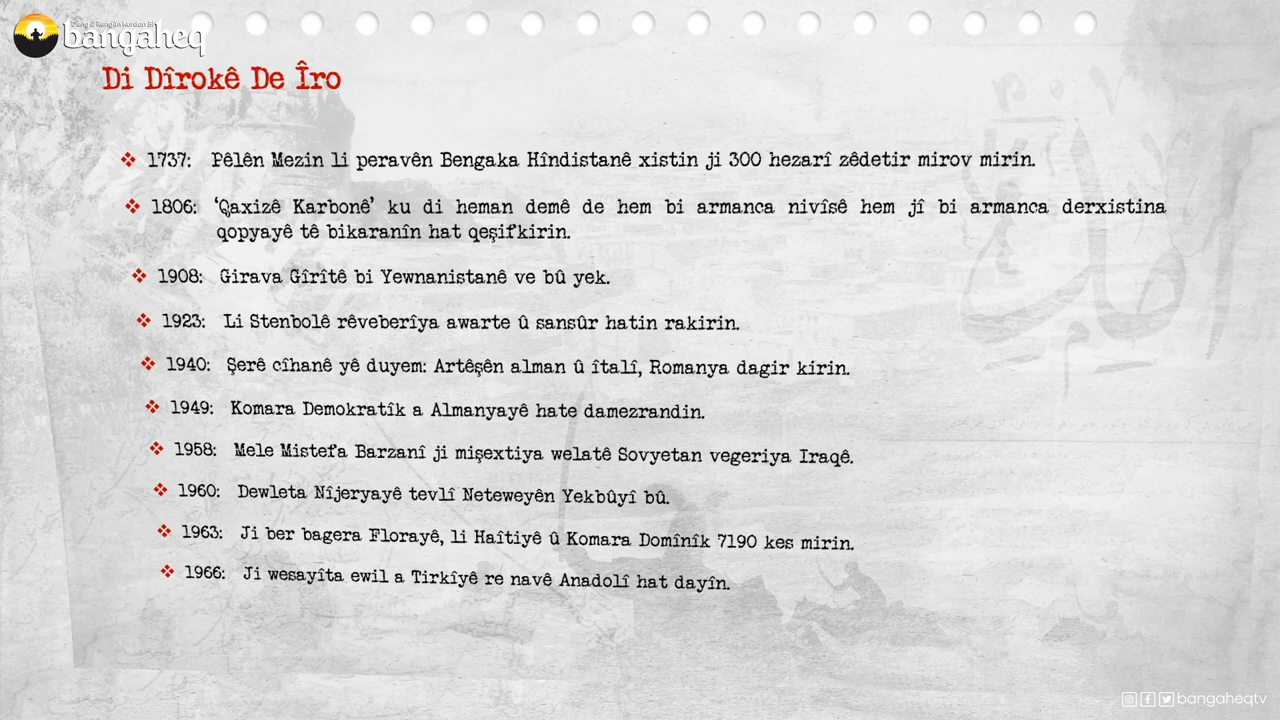 Deng û Rengên Kurdan Bi
bangaheq
Di Dîrokê De Îro
❖ 1737: Pêlên Mezin li peravên Bengaka Hîndistanê xistin ji 300 hezarî zêdetir mirov mirin.
❖ 1806: ‘Qaxizê Karbonê’ ku di heman demê de hem bi armanca nivîsê hem jî bi armanca derxistina
qopyayê tê bikaranîn hat qeşifkirin.
❖ 1908: Girava Gîrîtê bi Yewnanistanê ve bû yek.
❖ 1923: Li Stenbolê rêveberîya awarte û sansûr hatin rakirin.
❖ 1940: Şerê cîhanê yê duyem: Artêşên alman û îtalî, Romanya dagir kirin.
❖ 1949: Komara Demokratîk a Almanyayê hate damezrandin.
❖ 1958: Mele Mistefa Barzanî ji mişextiya welatê Sovyetan vegeriya Iraqê.
❖ 1960: Dewleta Nîjeryayê tevlî Neteweyên Yekbûyî bû.
❖ 1963: Ji ber bagera Florayê, li Haîtiyê û Komara Domînîk 7190 kes mirin.
❖ 1966: Ji wesayîta ewil a Tirkîyê re navê Anadolî hat dayîn.
bangaheqtv